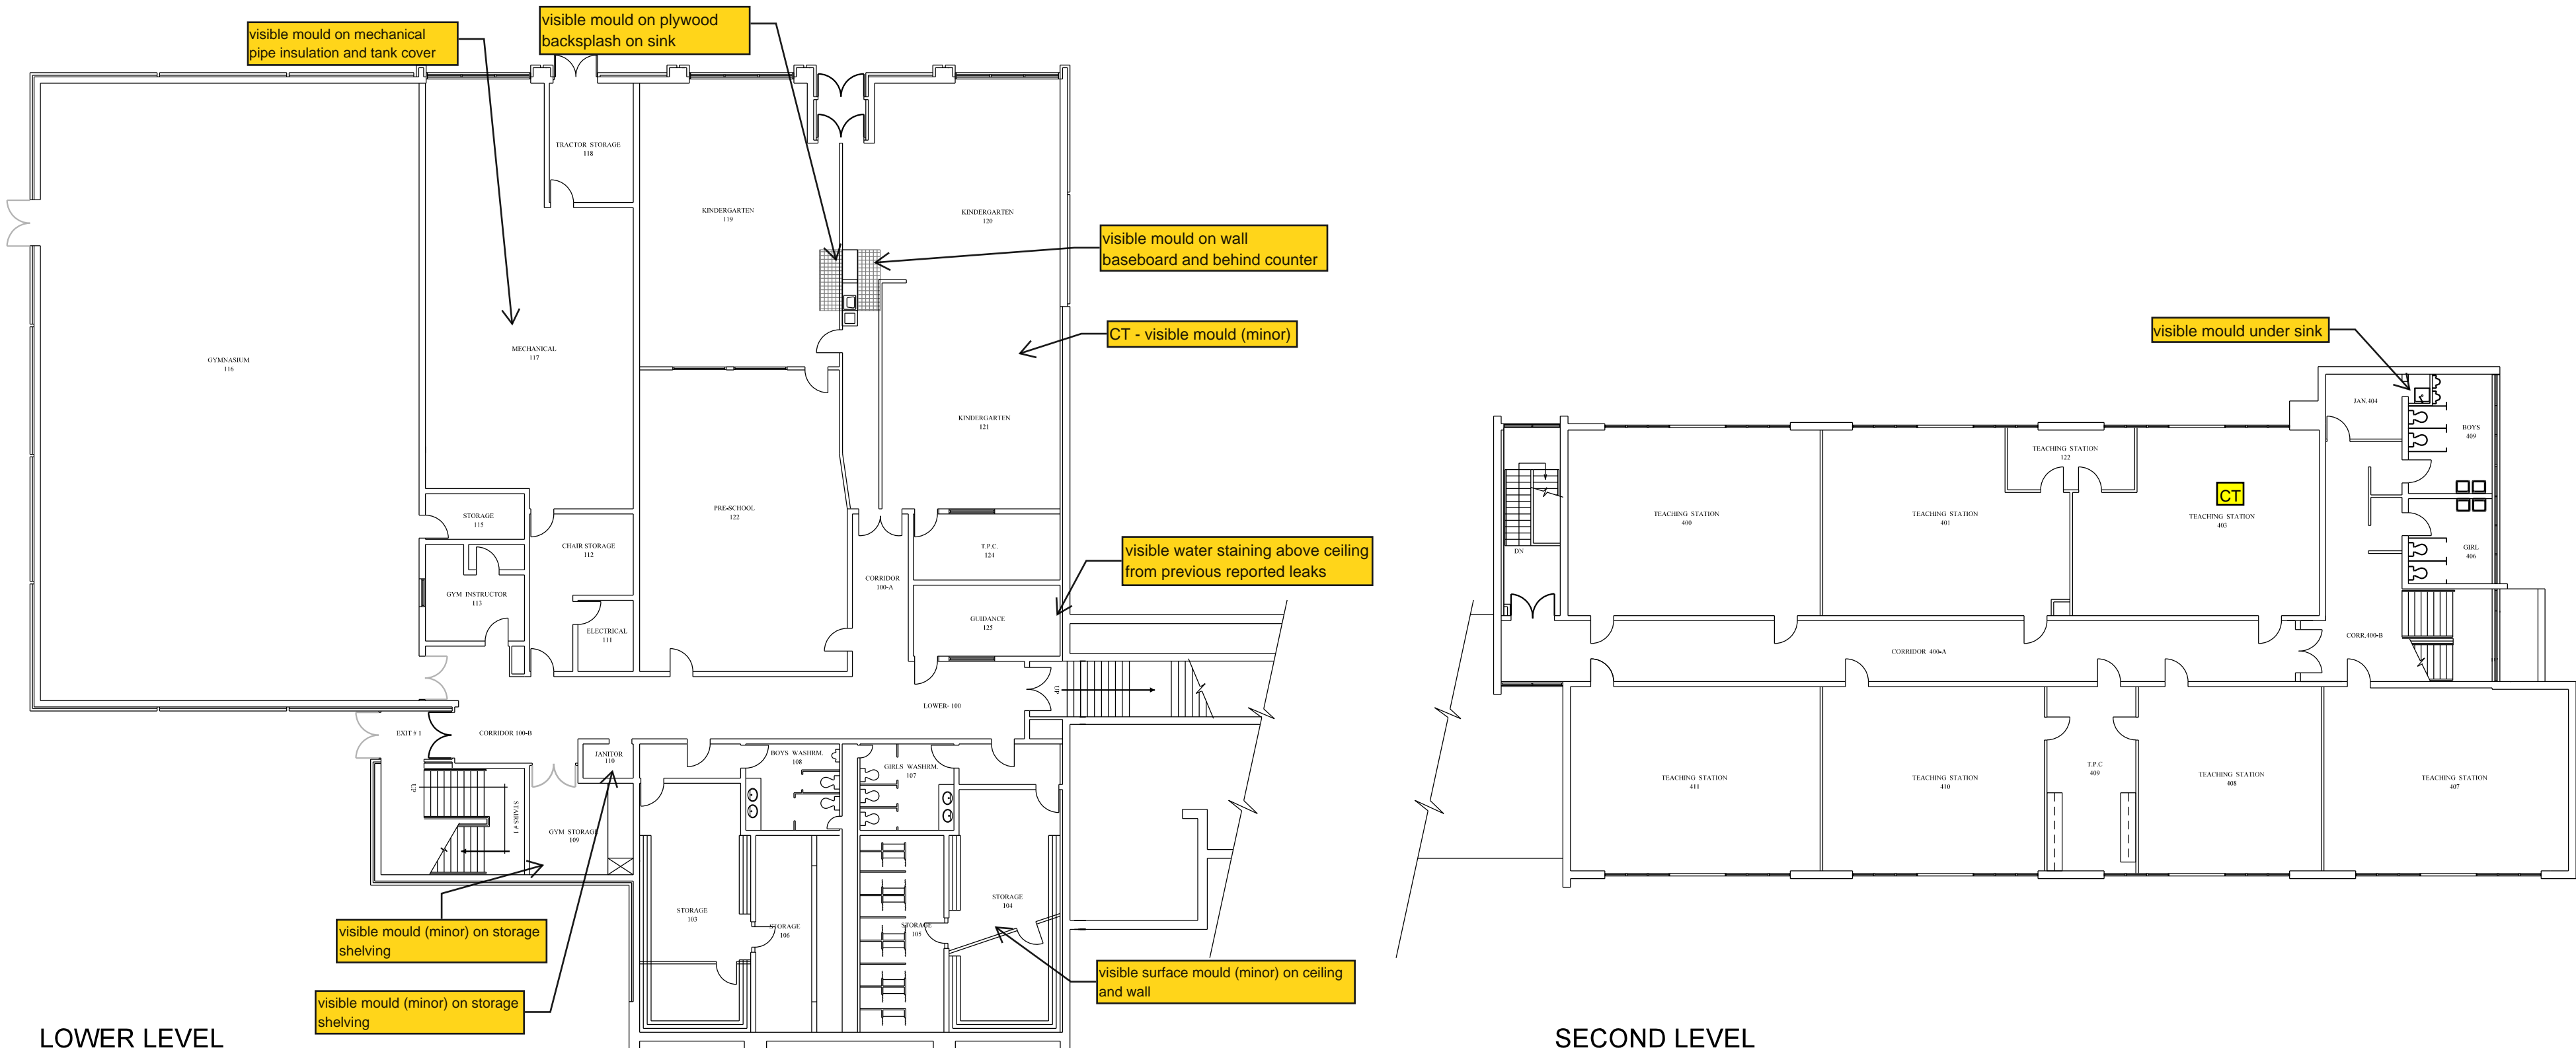 visible mould on mechanical
pipe insulation and tank cover
visible mould on plywood
backsplash on sink
TRACTOR STORAGE
118
KINDERGARTEN
119
KINDERGARTEN
120
visible mould on wall
baseboard and behind counter
CT - visible mould (minor)
GYMNASIUM
116
MECHANICAL
117
KINDERGARTEN
121
STORAGE
115
PRE-SCHOOL
122
CHAIR STORAGE
112
T.P.C.
124
visible water staining above ceiling
from previous reported leaks
CORRIDOR
100-A
GYM INSTRUCTOR
113
ELECTRICAL
111
GUIDANCE
125
UP
LOWER- 100
EXIT # 1
CORRIDOR 100-B
JANITOR
110
BOYS WASHRM.
108
GIRLS WASHRM.
107
UP
STAIRS # 1
GYM STORAGE
109
STORAGE
103
STORAGE
106
STORAGE
105
STORAGE
104
visible mould (minor) on storage
shelving
visible mould (minor) on storage
shelving
visible surface mould (minor) on ceiling
and wall
LOWER LEVEL
visible mould under sink
JAN.404
BOYS
409
TEACHING STATION
122
CT
TEACHING STATION
400
TEACHING STATION
401
TEACHING STATION
403
DN
GIRL
406
CORR.400-B
CORRIDOR 400-A
TEACHING STATION
411
TEACHING STATION
410
T.P.C
409
TEACHING STATION
408
TEACHING STATION
407
SECOND LEVEL